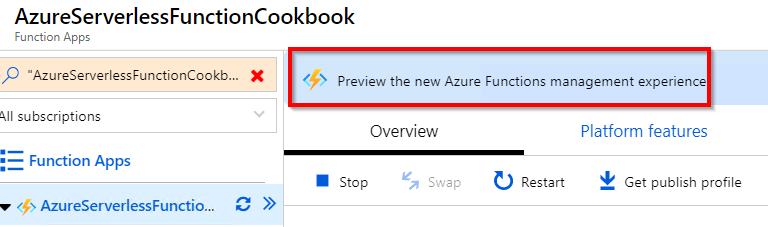 AzureServerlessFunctionCookbook
Function Apps
"AzureServerlessFunctionCookb...
Preview the new Azure Functions management experience
All subscriptions
Overview
Platform features
Function Apps
Stop
Swap
Restart
Get publish profile
AzureServerlessFunctio...